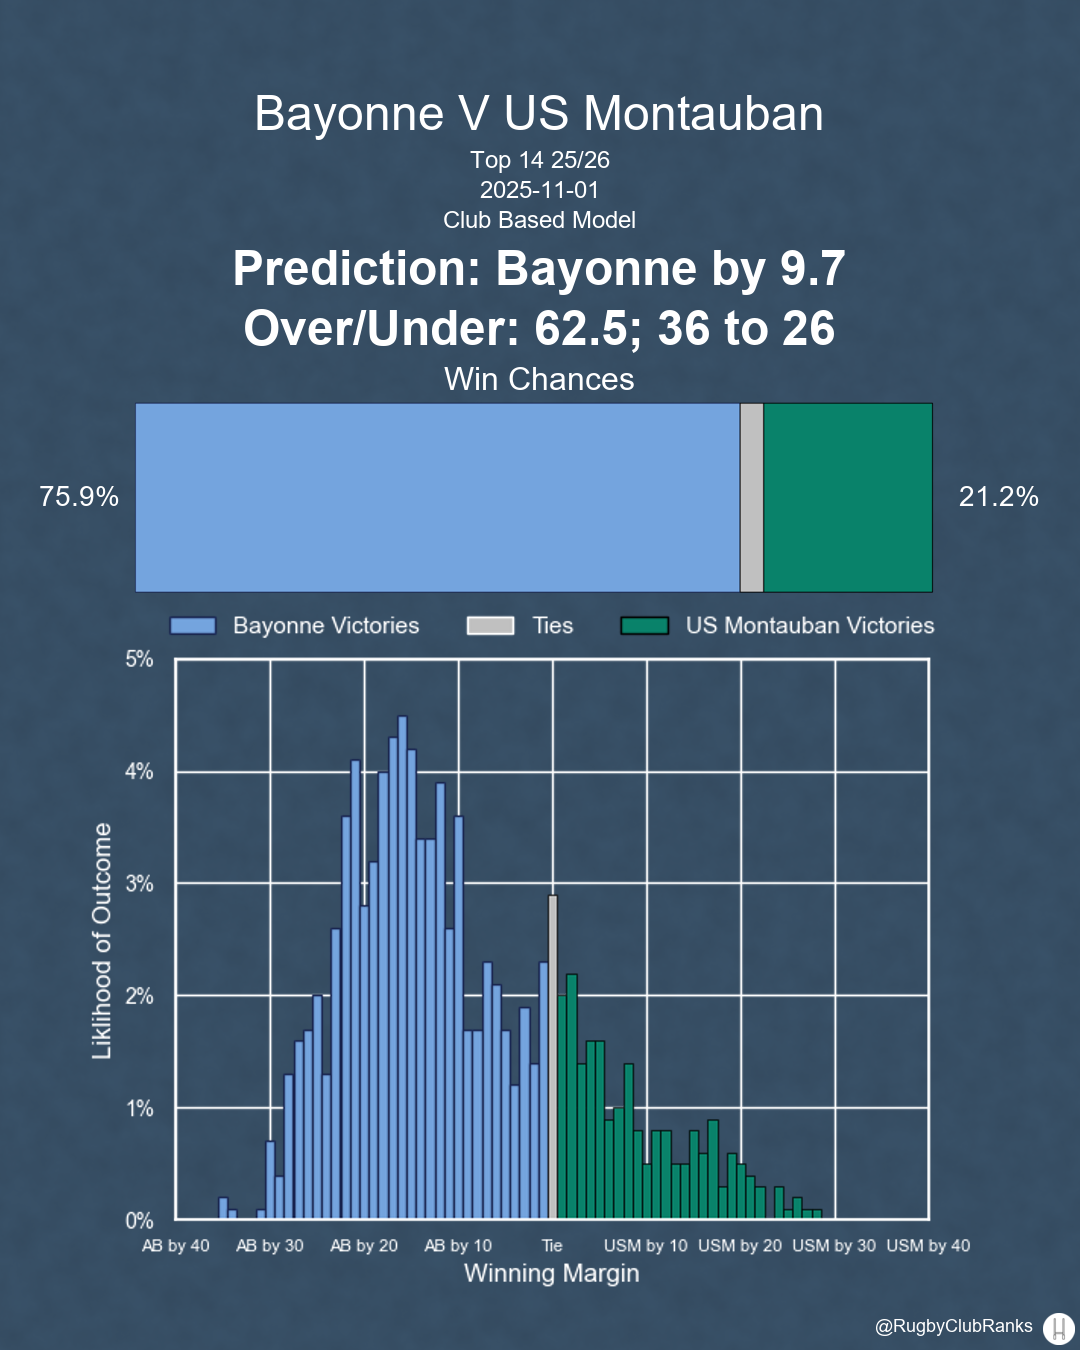 Bayonne V US Montauban
Top 14 25/26
2025-11-01
Club Based Model
Prediction: Bayonne by 9.7
Over/Under: 62.5; 36 to 26
Win Chances
75.9%
21.2%
Bayonne Victories
Ties
US Montauban Victories
5%
4%
3%
2%
1%
0%
Liklihood of Outcome
AB by 40
AB by 30
AB by 20
AB by 10
Tie
USM by 10
USM by 20
USM by 30
USM by 40
Winning Margin
@RugbyClubRanks